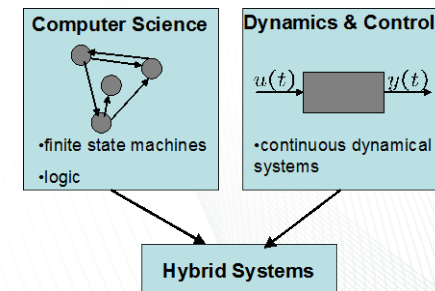 Computer Science
•finite state machines
•logic
Dynamics & Control
u(t)
y(t)
•continuous dynamical
systems
Hybrid Systems